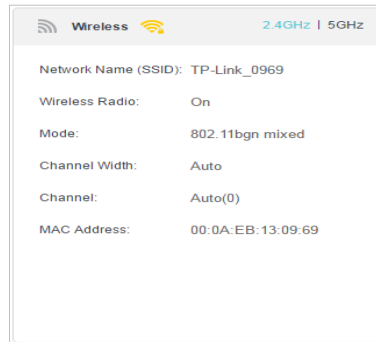 Wireless 2.4GHz | 5GHz
Network Name (SSID): TP-Link_0969
Wireless Radio: On
Mode: 802.11bgn mixed
Channel Width: Auto
Channel: Auto(0)
MAC Address: 00:0A:EB:13:09:69